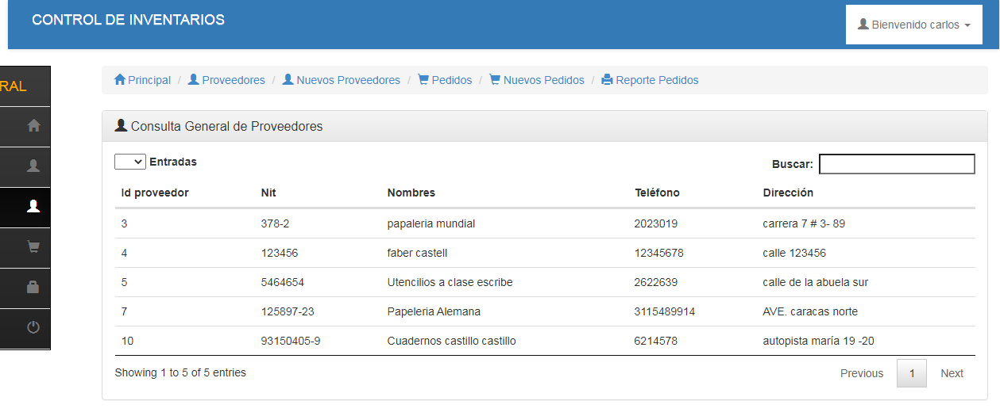 CONTROL DE INVENTARIOS
Bienvenido carlos
RAL
Principal / Proveedores / Nuevos Proveedores / Pedidos / Nuevos Pedidos / Reporte Pedidos
Consulta General de Proveedores
Entradas Buscar:
Id proveedor Nit Nombres Teléfono Dirección
3 378-2 papaleria mundial 2023019 carrera 7 # 3- 89
4 123456 faber castell 12345678 calle 123456
5 5464654 Utencilios a clase escribe 2622639 calle de la abuela sur
7 125897-23 Papeleria Alemana 3115489914 AVE. caracas norte
10 93150405-9 Cuadernos castillo castillo 6214578 autopista maría 19 -20
Showing 1 to 5 of 5 entries Previous 1 Next